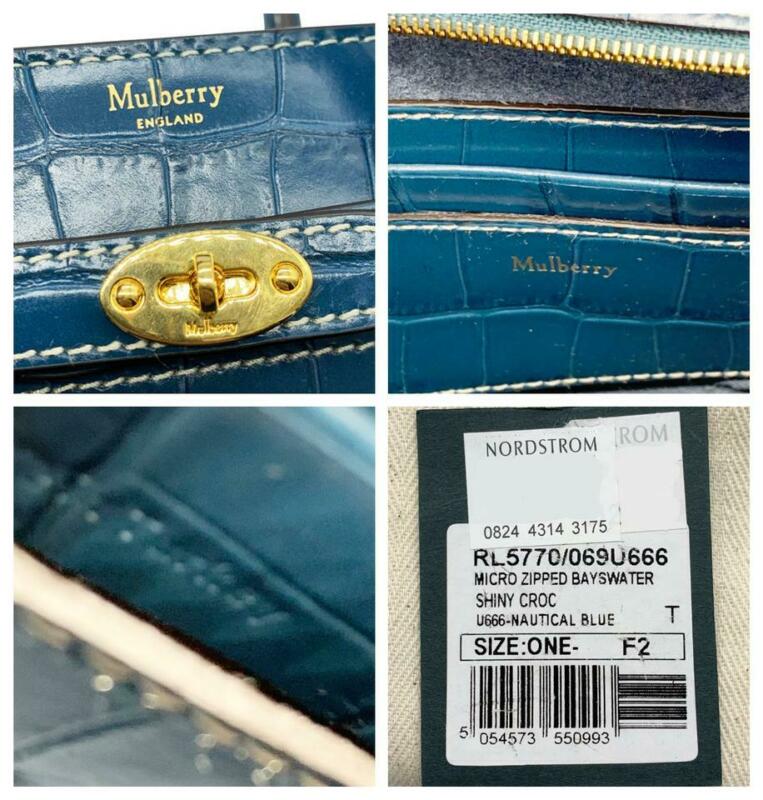 Mulberry
ENGLAND
Mulberry
Mulberry
NORDSTROM
ROM
0824 4314 3175
RL5770/069U666
MICRO ZIPPED BAYSWATER
SHINY CROC
U666-NAUTICAL BLUE T
SIZE:ONE- F2
5 054573 550993